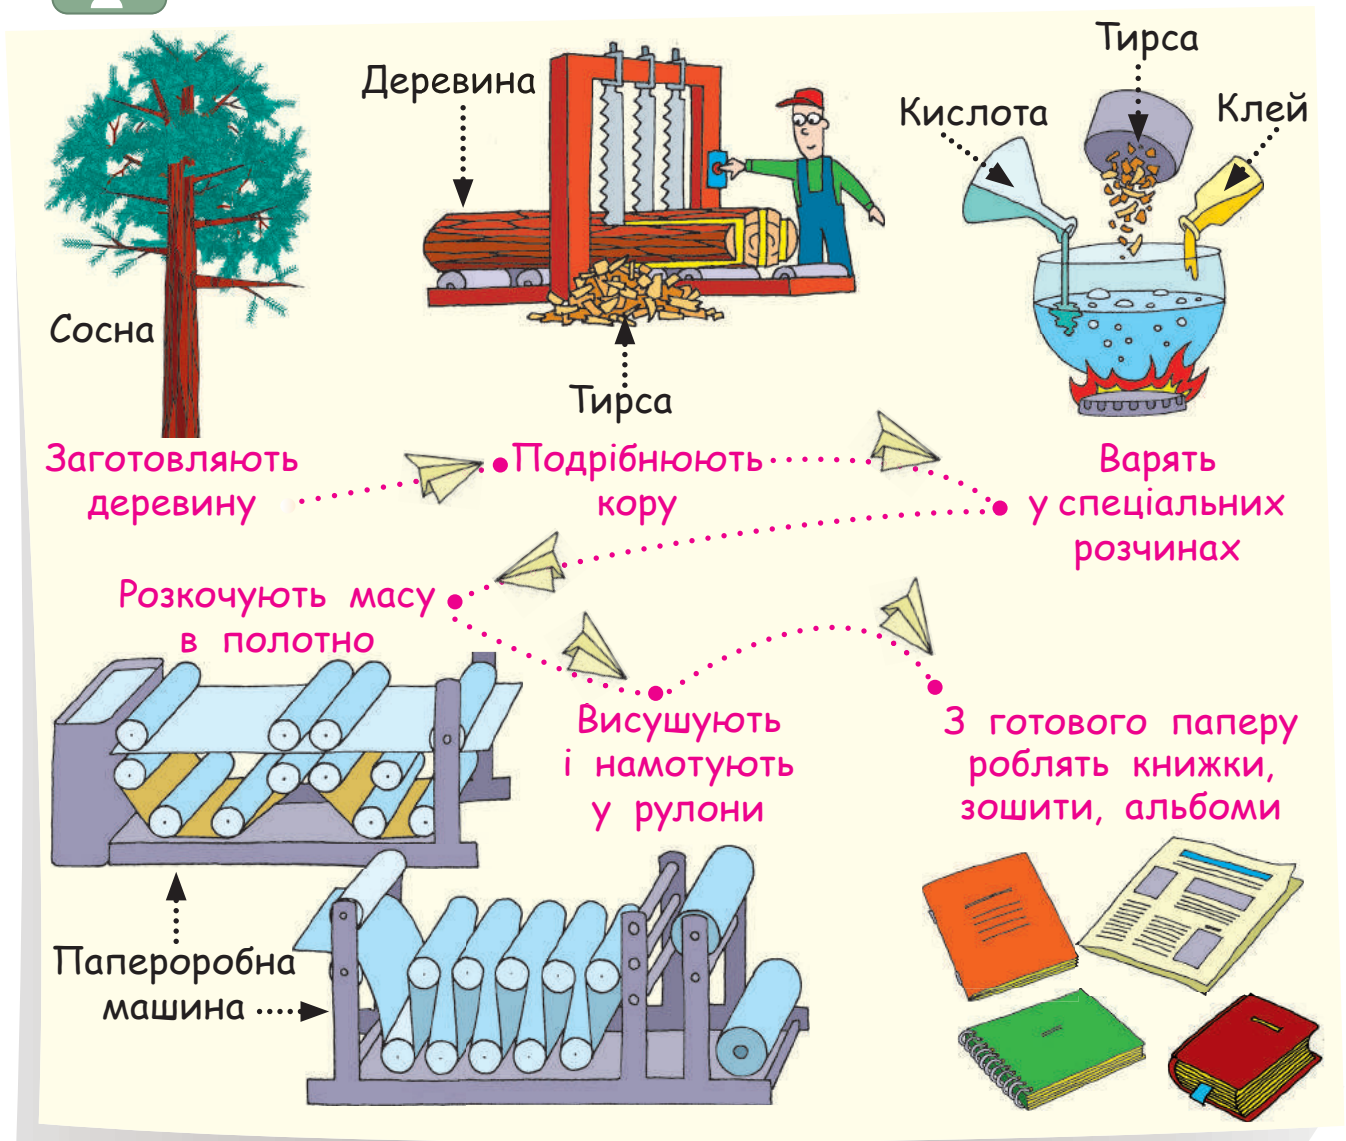 Сосна
Деревина
Тирса
Тирса
Кислота
Клей
Заготовляють
деревину
Подрібнюють
кору
Варять
у спеціальних
розчинах
Розкочують масу
в полотно
Висушують
і намотують
у рулони
З готового паперу
роблять книжки,
зошити, альбоми
Папероробна
машина